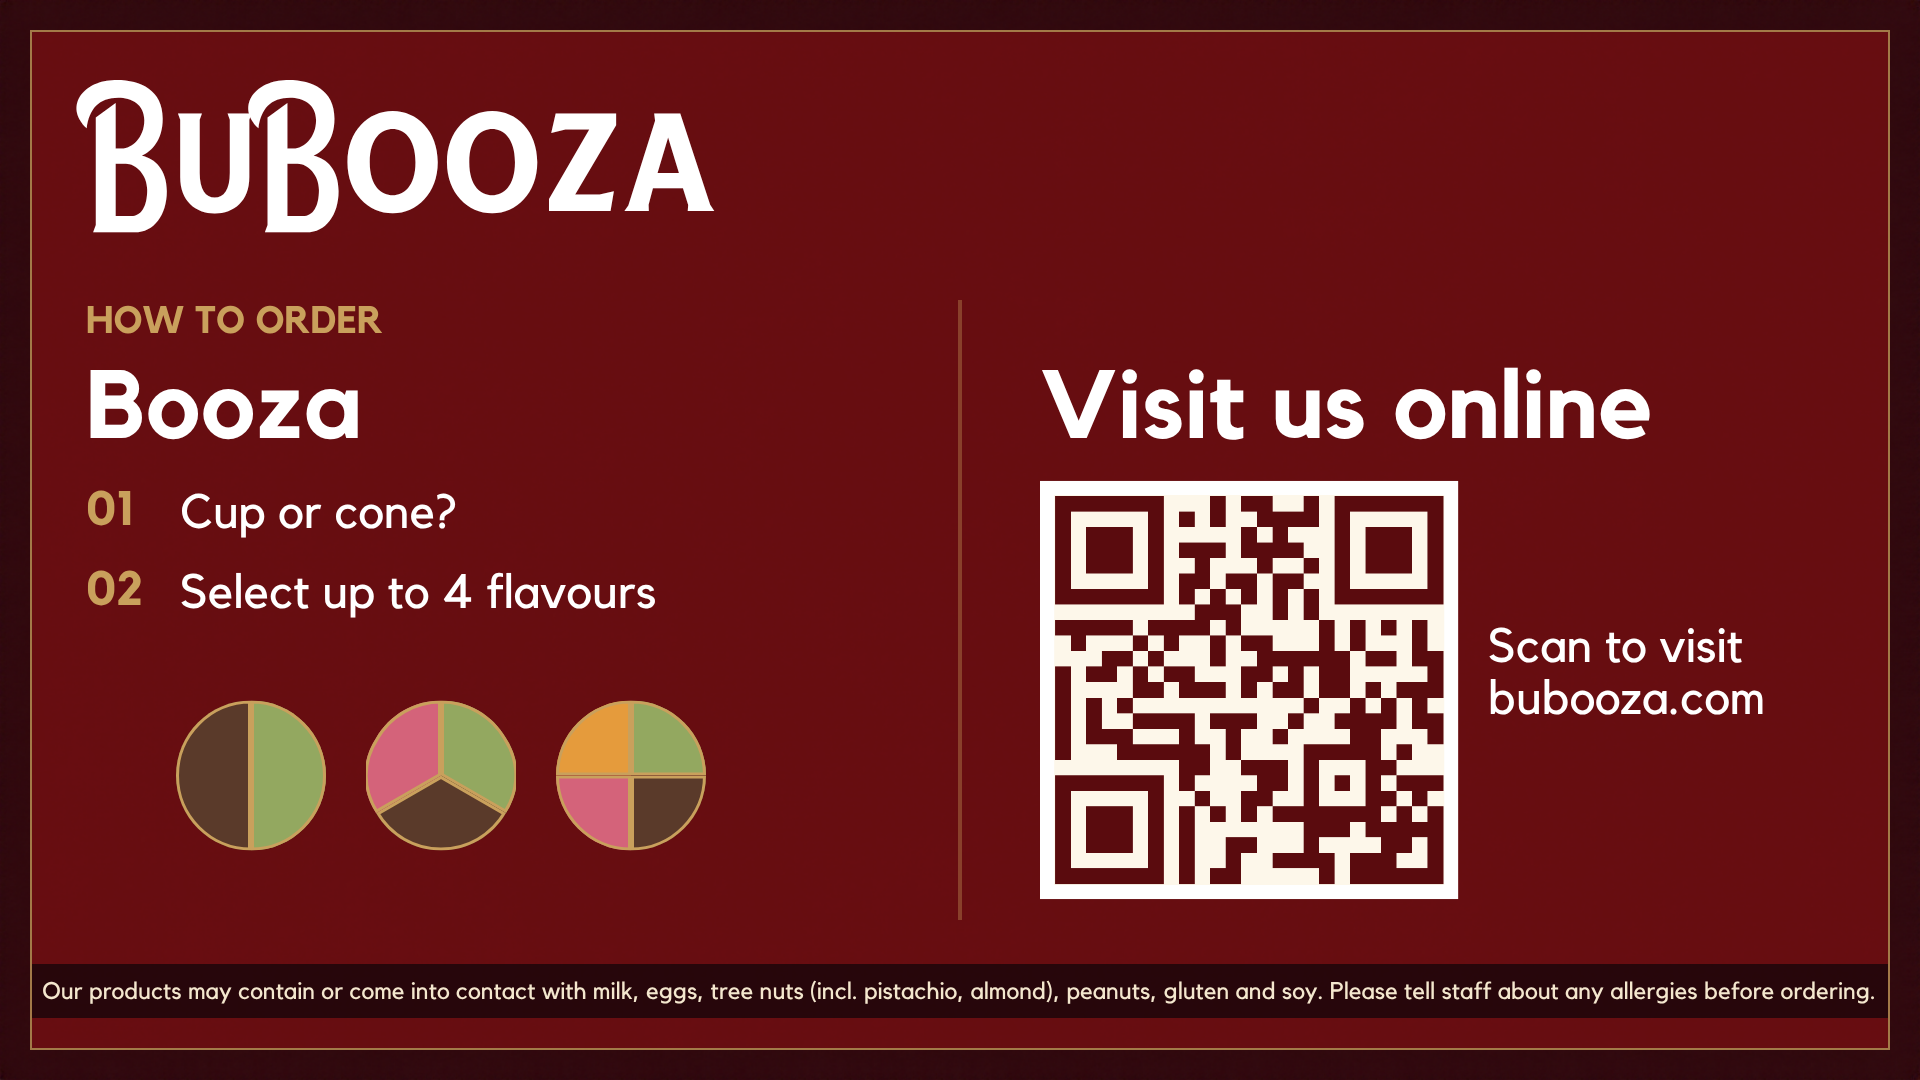 BUBOOZA
HOW TO ORDER
Booza
01 Cup or cone?
02 Select up to 4 flavours
Visit us online
Scan to visit
bubooza.com
Our products may contain or come into contact with milk, eggs, tree nuts (incl. pistachio, almond), peanuts, gluten and soy. Please tell staff about any allergies before ordering.